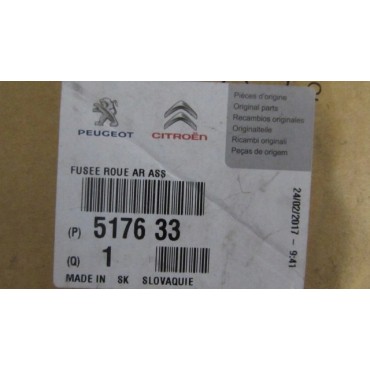 PEUGEOT
CITROËN
Pièces d'origine
Original parts
Recambios originales
Originalteile
Ricambi originali
Peças de origem
FUSEE ROUE AR ASS
(P) 5176 33
(Q) 1
MADE IN SK SLOVAQUIE
24/02/2017 - 9:41